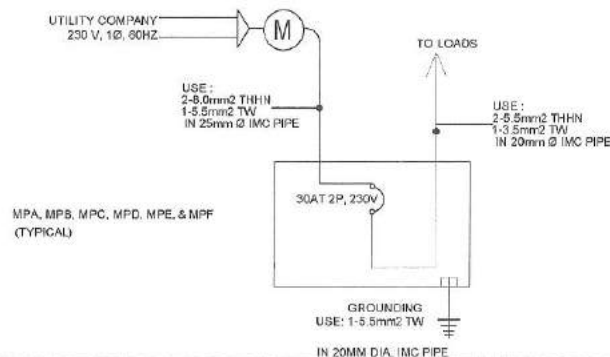 UTILITY COMPANY
230 V, 1Ø, 60HZ
M
TO LOADS
USE :
2-8.0mm2 THHN
1-5.5mm2 TW
IN 25mm Ø IMC PIPE
USE :
2-5.5mm2 THHN
1-3.5mm2 TW
IN 20mm Ø IMC PIPE
30AT 2P, 230V
MPA, MPB, MPC, MPD, MPE, & MPF
(TYPICAL)
GROUNDING
USE: 1-5.5mm2 TW
IN 20MM DIA. IMC PIPE